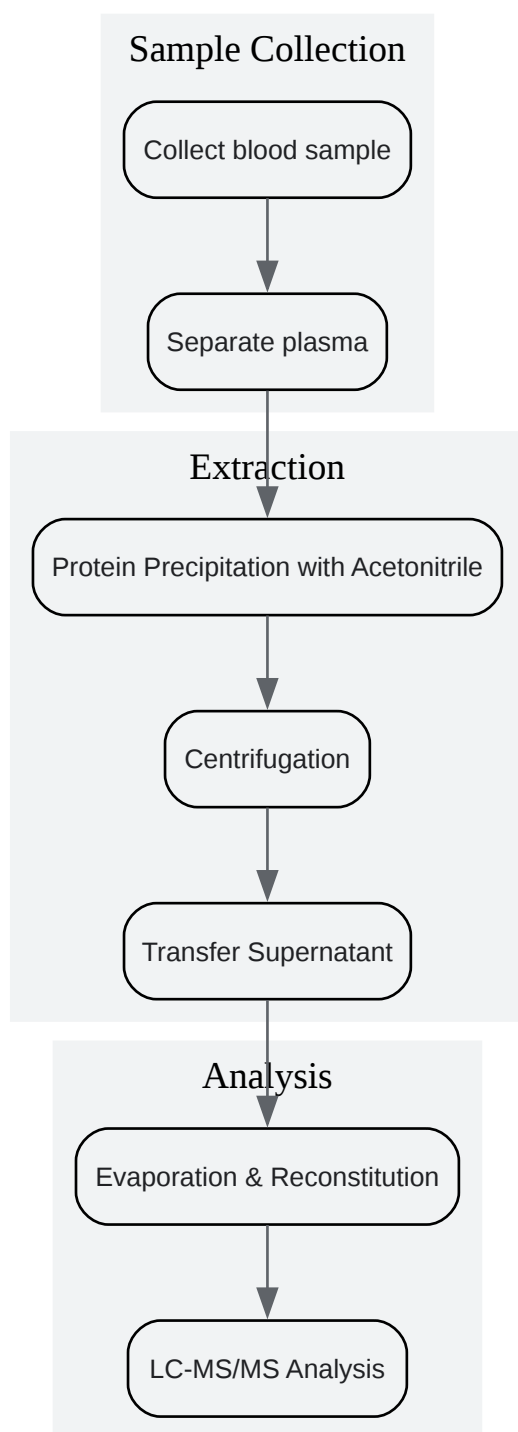 Sample Collection
Collect blood sample
Separate plasma
Extraction
Protein Precipitation with Acetonitrile
Centrifugation
Transfer Supernatant
Analysis
Evaporation & Reconstitution
LC-MS/MS Analysis